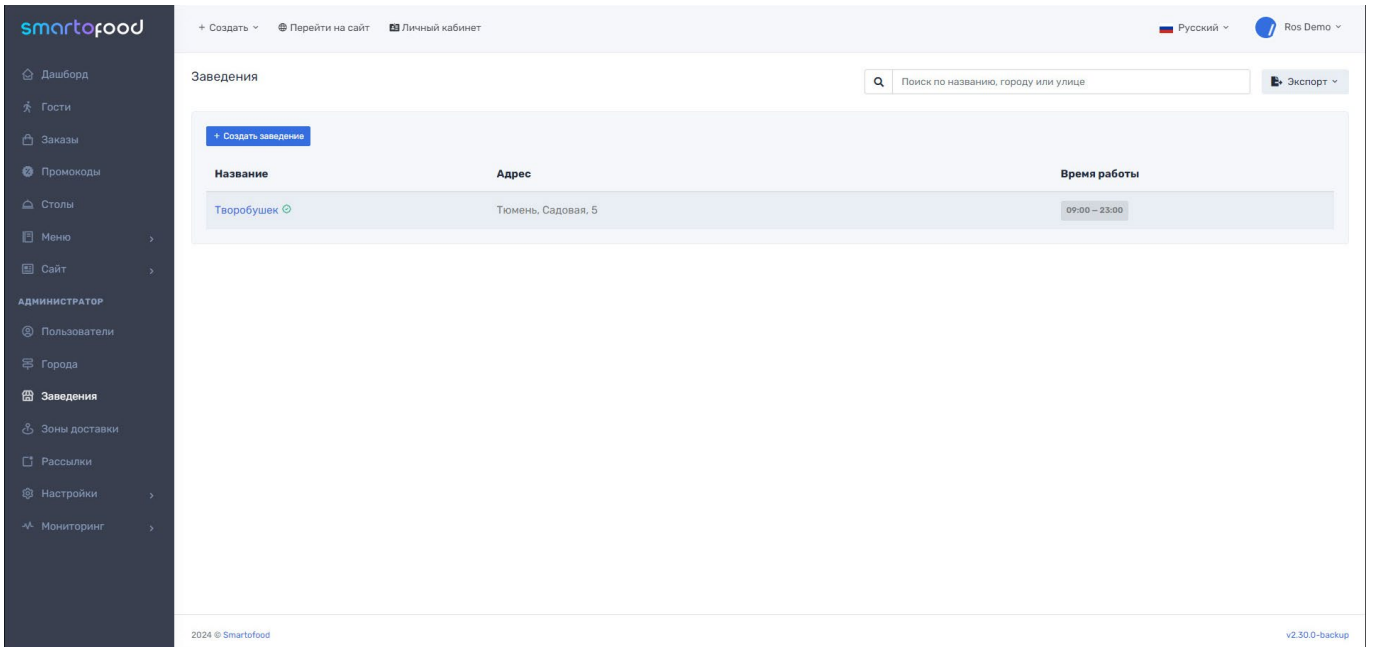 smartofood
+ Создать
Перейти на сайт
Личный кабинет
Русский
Ros Demo
Дашборд
Гости
Заказы
Промокоды
Столы
Меню
Сайт
АДМИНИСТРАТОР
Пользователи
Города
Заведения
Зоны доставки
Рассылки
Настройки
Мониторинг
Заведения
Поиск по названию, городу или улице
Экспорт
+ Создать заведение
Название Адрес Время работы
Творобушек Тюмень, Садовая, 5 09:00 – 23:00
2024 © Smartofood
v2.30.0-backup